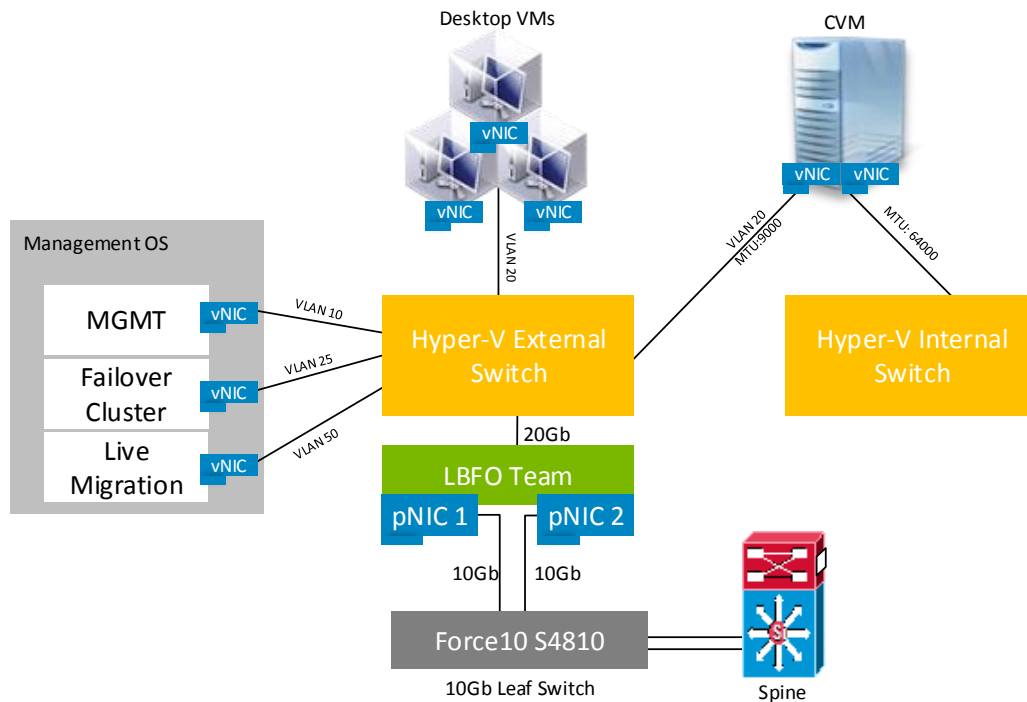 Desktop VMs
CVM
vNIC
vNIC
vNIC
vNIC
vNIC
VLAN 20
VLAN 20
MTU:9000
MTU: 64000
Management OS
MGMT
vNIC
VLAN 10
Failover
Cluster
vNIC
VLAN 25
Live
Migration
vNIC
VLAN 50
Hyper-V External
Switch
Hyper-V Internal
Switch
20Gb
LBFO Team
pNIC 1
pNIC 2
10Gb
10Gb
Force10 S4810
10Gb Leaf Switch
Si
Spine